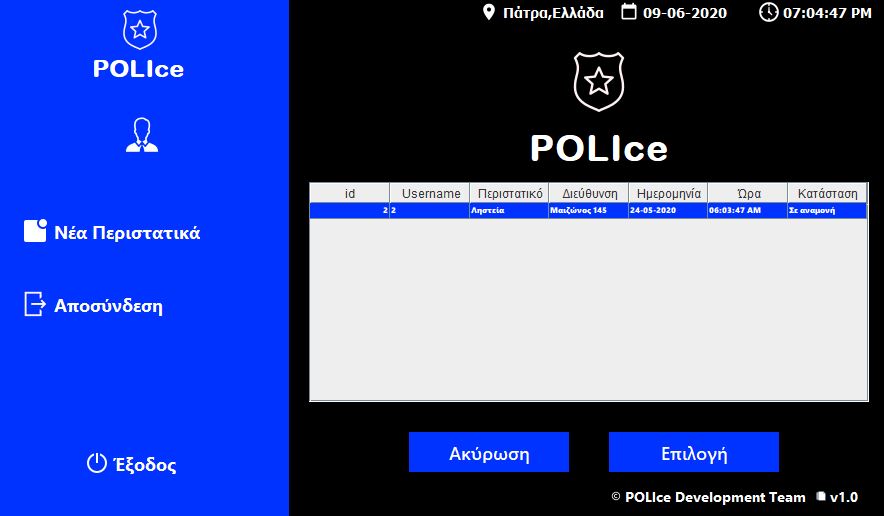 POLIce
Νέα Περιστατικά
Αποσύνδεση
Έξοδος
Πάτρα,Ελλάδα 09-06-2020 07:04:47 PM
POLIce
id Username Περιστατικό Διεύθυνση Ημερομηνία Ώρα Κατάσταση
2 2 Ληστεία Μαιζώνος 145 24-05-2020 06:03:47 AM Σε αναμονή
Ακύρωση Επιλογή
© POLIce Development Team v1.0